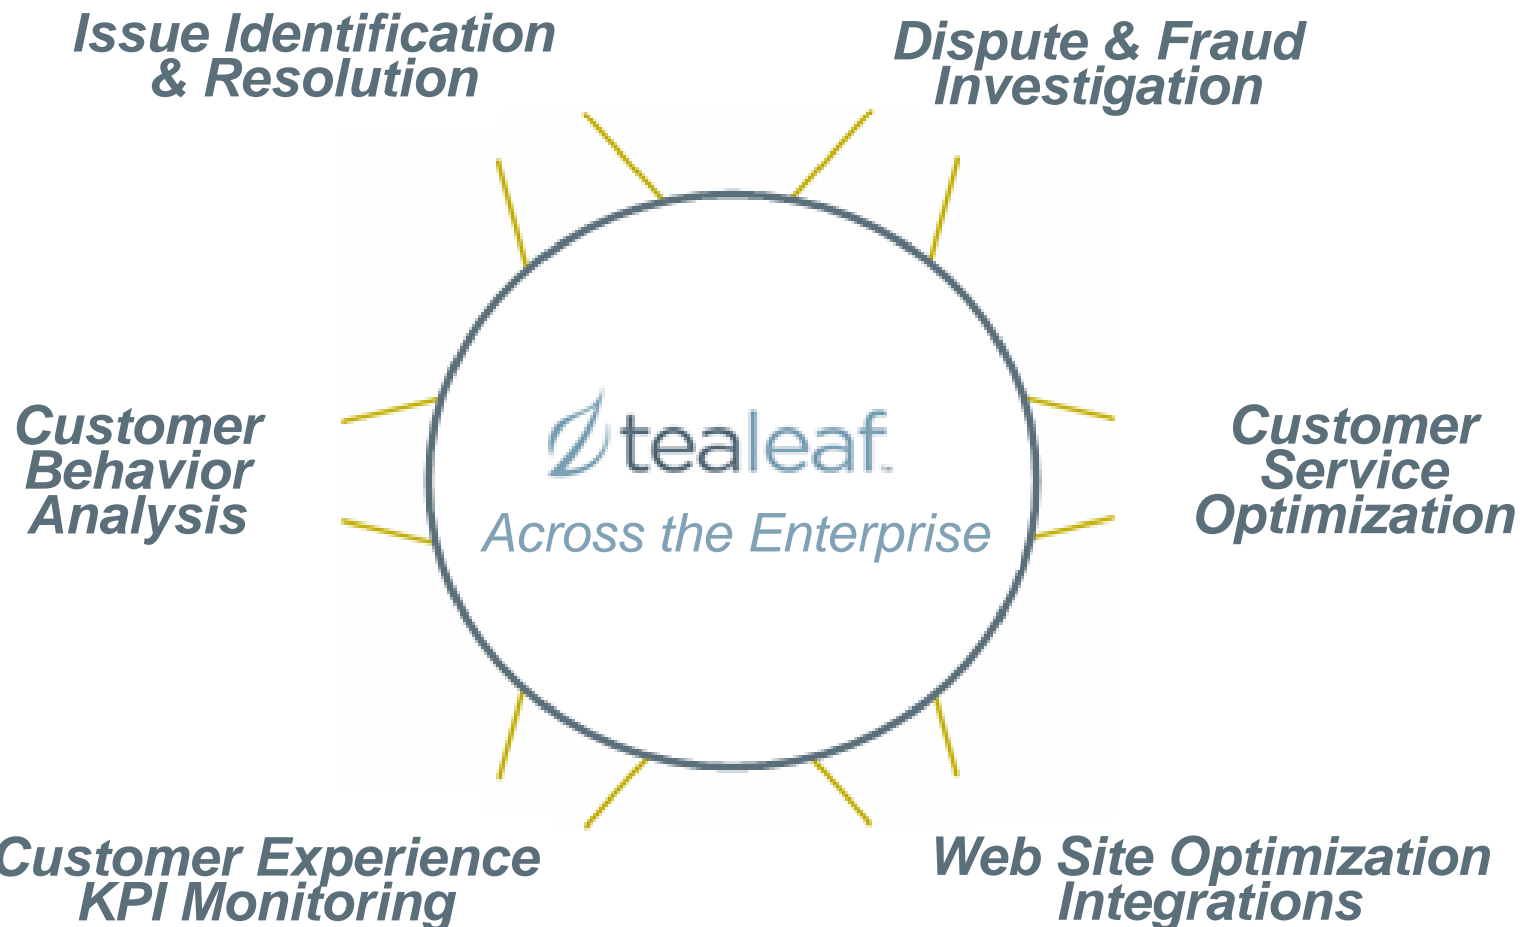 Issue Identification
& Resolution
Dispute & Fraud
Investigation
Customer
Behavior
Analysis
tealeaf
Across the Enterprise
Customer
Service
Optimization
Customer Experience
KPI Monitoring
Web Site Optimization
Integrations